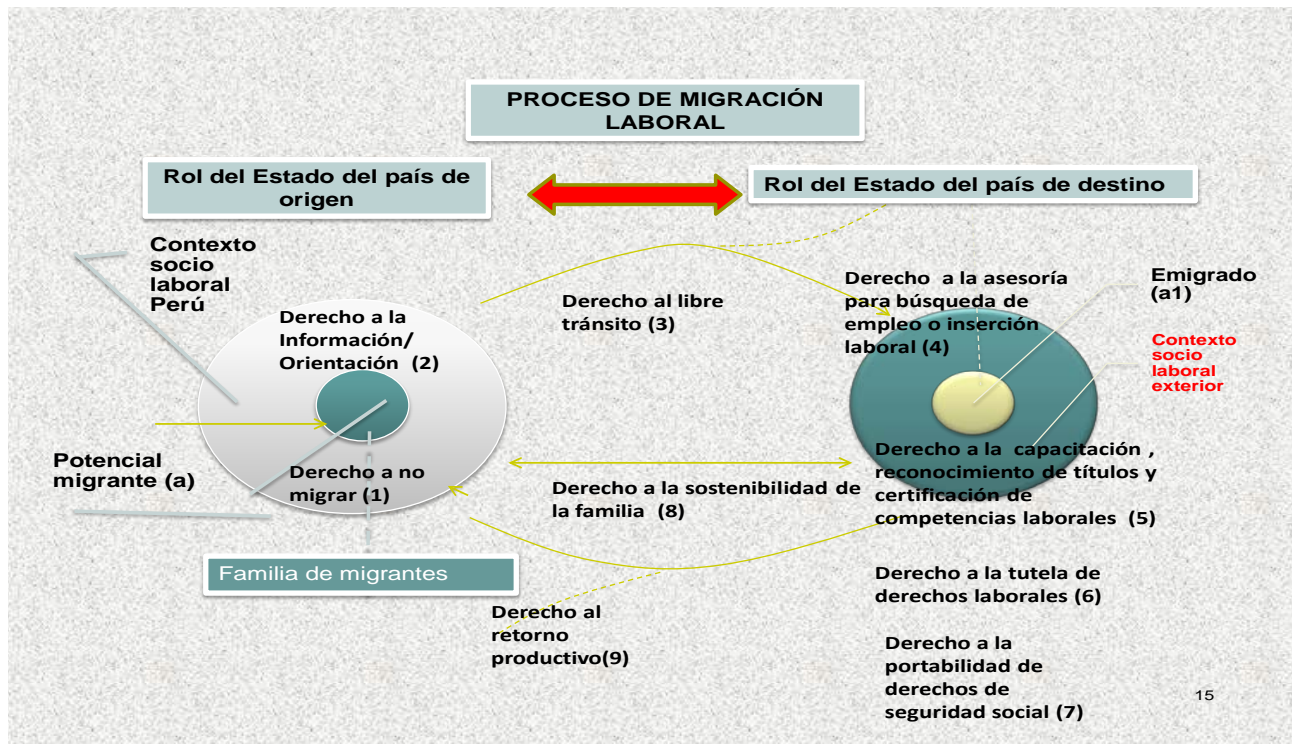 PROCESO DE MIGRACIÓN
LABORAL
Rol del Estado del país de
origen
Rol del Estado del país de destino
Contexto
socio
laboral
Perú
Derecho a la
Información/
Orientación (2)
Derecho a no
migrar (1)
Potencial
migrante (a)
Familia de migrantes
Derecho al libre
tránsito (3)
Derecho a la sostenibilidad de
la familia (8)
Derecho al
retorno
productivo(9)
Derecho a la asesoría
para búsqueda de
empleo o inserción
laboral (4)
Emigrado
(a1)
Contexto
socio
laboral
exterior
Derecho a la capacitación ,
reconocimiento de títulos y
certificación de
competencias laborales (5)
Derecho a la tutela de
derechos laborales (6)
Derecho a la
portabilidad de
derechos de
seguridad social (7)
15